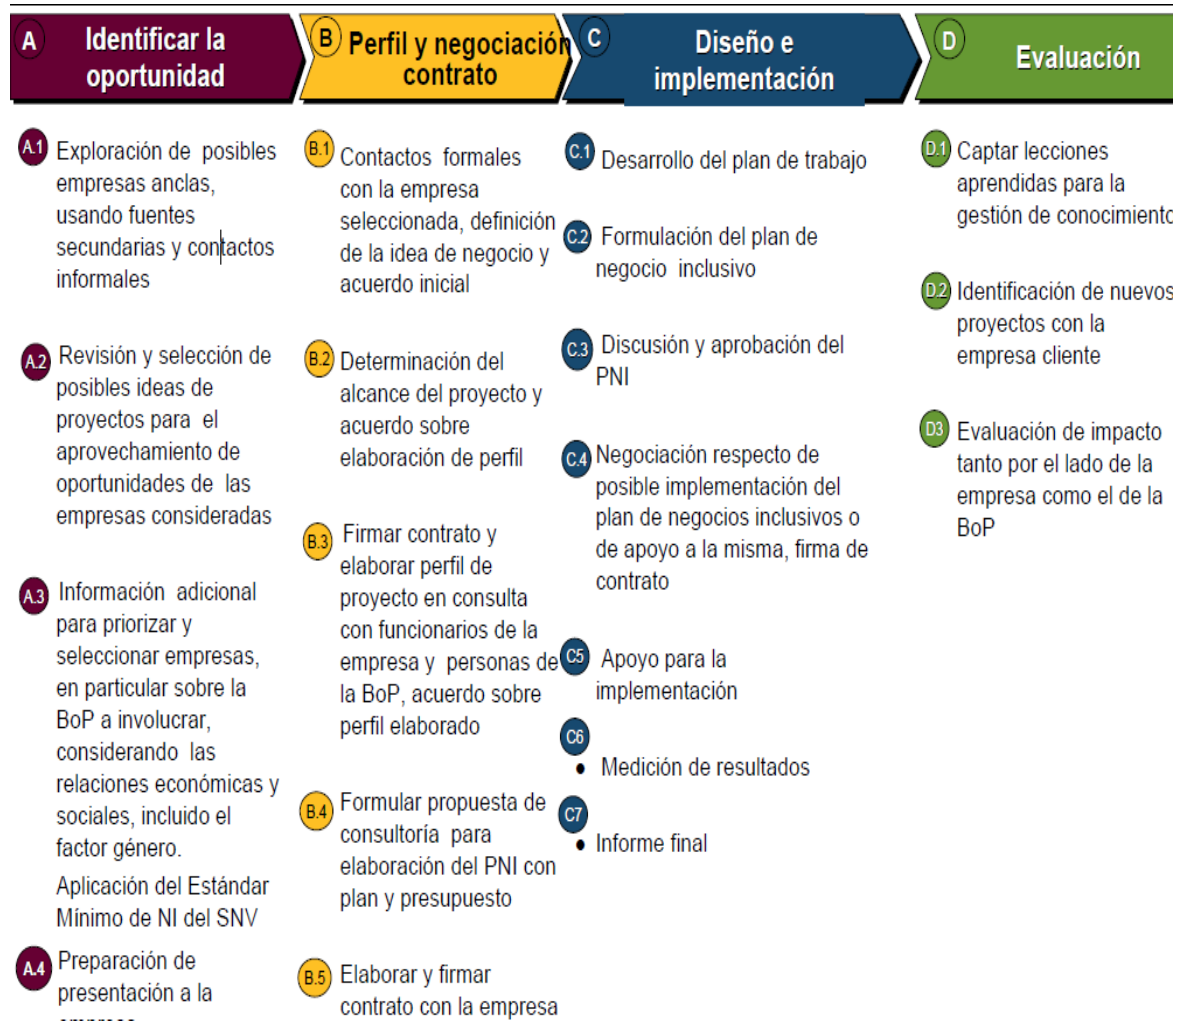 A
Identificar la
oportunidad
B
Perfil y negociación
contrato
C
Diseño e
implementación
D
Evaluación
A.1 Exploración de posibles
empresas anclas,
usando fuentes
secundarias y contactos
informales
A.2 Revisión y selección de
posibles ideas de
proyectos para el
aprovechamiento de
oportunidades de las
empresas consideradas
A.3 Información adicional
para priorizar y
seleccionar empresas,
en particular sobre la
BoP a involucrar,
considerando las
relaciones económicas y
sociales, incluido el
factor género.
Aplicación del Estándar
Mínimo de NI del SNV
A.4 Preparación de
presentación a la
B.1 Contactos formales
con la empresa
seleccionada, definición
de la idea de negocio y
acuerdo inicial
B.2 Determinación del
alcance del proyecto y
acuerdo sobre
elaboración de perfil
B.3 Firmar contrato y
elaborar perfil de
proyecto en consulta
con funcionarios de la
empresa y personas de
la BoP, acuerdo sobre
perfil elaborado
B.4 Formular propuesta de
consultoría para
elaboración del PNI con
plan y presupuesto
B.5 Elaborar y firmar
contrato con la empresa
C.1 Desarrollo del plan de trabajo
C.2 Formulación del plan de
negocio inclusivo
C.3 Discusión y aprobación del
PNI
C.4 Negociación respecto de
posible implementación del
plan de negocios inclusivos o
de apoyo a la misma, firma de
contrato
C5 Apoyo para la
implementación
C6
• Medición de resultados
C7
• Informe final
D.1 Captar lecciones
aprendidas para la
gestión de conocimiento
D.2 Identificación de nuevos
proyectos con la
empresa cliente
D3 Evaluación de impacto
tanto por el lado de la
empresa como el de la
BoP